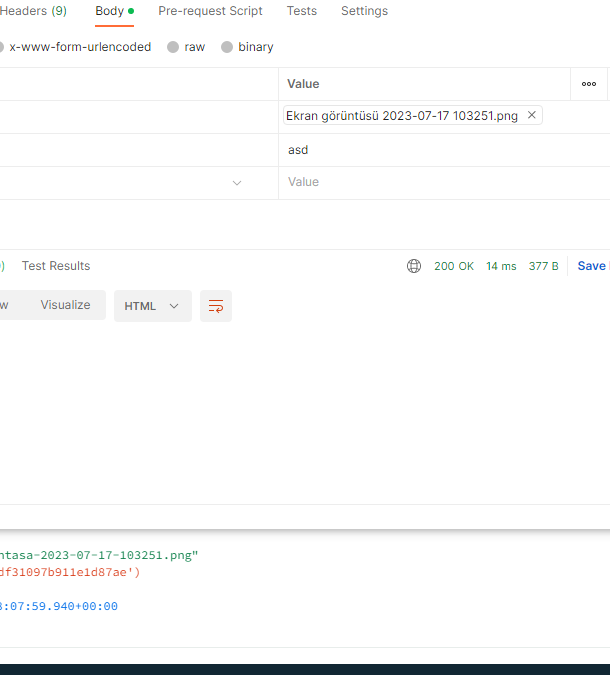 Headers (9) Body Pre-request Script Tests Settings
x-www-form-urlencoded raw binary
Value
Ekran görüntüsü 2023-07-17 103251.png
asd
Value
Test Results 200 OK 14 ms 377 B Save
Visualize HTML
ntasa-2023-07-17-103251.png"
df31097b911e1d87ae')
:07:59.940+00:00